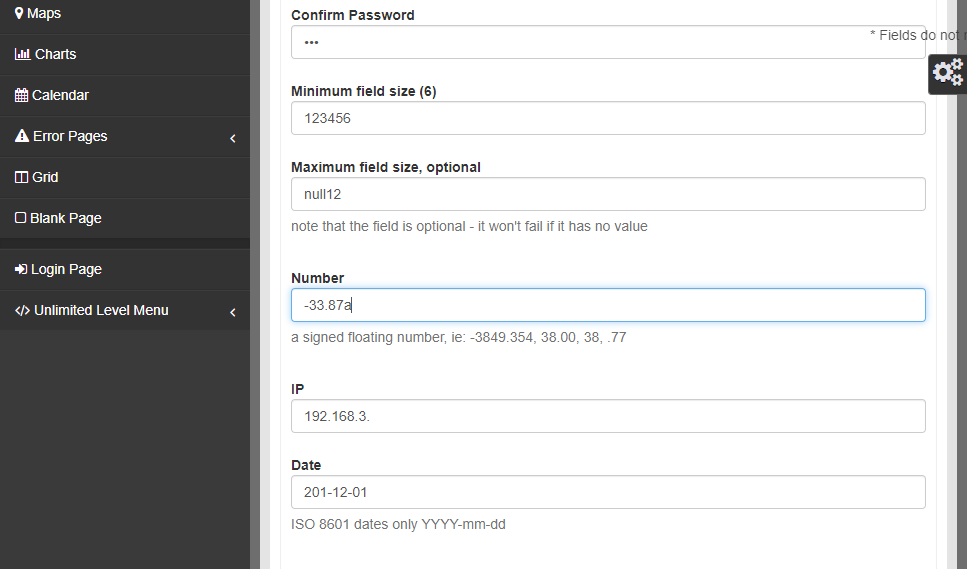 Maps
Charts
Calendar
Error Pages
Grid
Blank Page
Login Page
Unlimited Level Menu
Confirm Password
•••
* Fields do not
Minimum field size (6)
123456
Maximum field size, optional
null12
note that the field is optional - it won't fail if it has no value
Number
-33.87a
a signed floating number, ie: -3849.354, 38.00, 38, .77
IP
192.168.3.
Date
201-12-01
ISO 8601 dates only YYYY-mm-dd